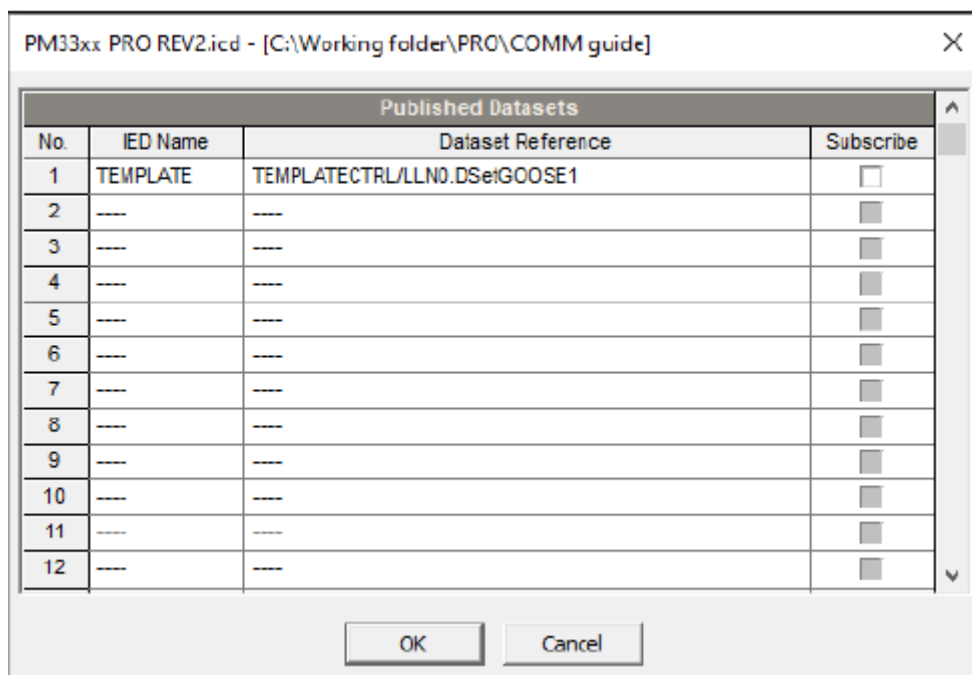 PM33xx PRO REV2.icd - [C:\Working folder\PRO\COMM guide]
Published Datasets
No. IED Name Dataset Reference Subscribe
1 TEMPLATE TEMPLATECTRL/LLN0.DSetGOOSE1
2 ---- ----
3 ---- ----
4 ---- ----
5 ---- ----
6 ---- ----
7 ---- ----
8 ---- ----
9 ---- ----
10 ---- ----
11 ---- ----
12 ---- ----
OK Cancel